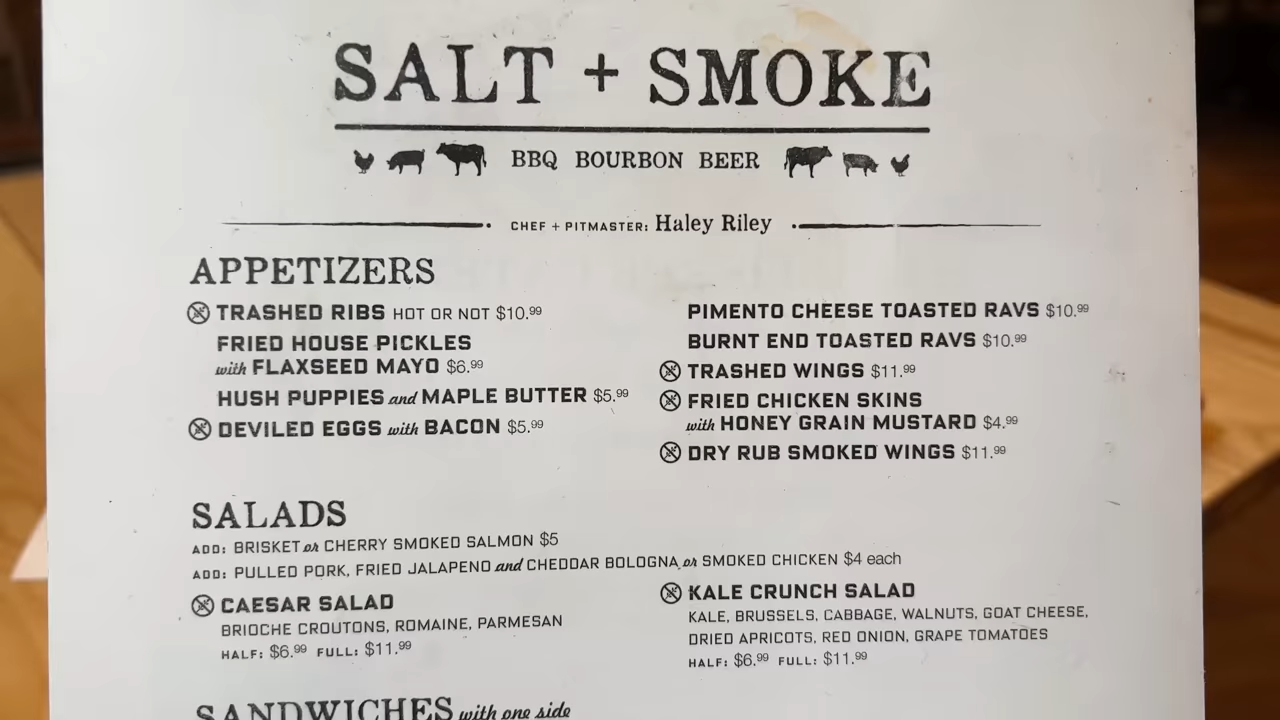 SALT + SMOKE
BBQ BOURBON BEER
CHEF + PITMASTER: Haley Riley
APPETIZERS
TRASHED RIBS HOT OR NOT $10.99
FRIED HOUSE PICKLES
with FLAXSEED MAYO $6.99
HUSH PUPPIES and MAPLE BUTTER $5.99
DEVILED EGGS with BACON $5.99
PIMENTO CHEESE TOASTED RAVS $10.99
BURNT END TOASTED RAVS $10.99
TRASHED WINGS $11.99
FRIED CHICKEN SKINS
with HONEY GRAIN MUSTARD $4.99
DRY RUB SMOKED WINGS $11.99
SALADS
ADD: BRISKET or CHERRY SMOKED SALMON $5
ADD: PULLED PORK, FRIED JALAPENO and CHEDDAR BOLOGNA or SMOKED CHICKEN $4 each
CAESAR SALAD
BRIOCHE CROUTONS, ROMAINE, PARMESAN
HALF: $6.99 FULL: $11.99
KALE CRUNCH SALAD
KALE, BRUSSELS, CABBAGE, WALNUTS, GOAT CHEESE,
DRIED APRICOTS, RED ONION, GRAPE TOMATOES
HALF: $6.99 FULL: $11.99
SANDWICHES with one side